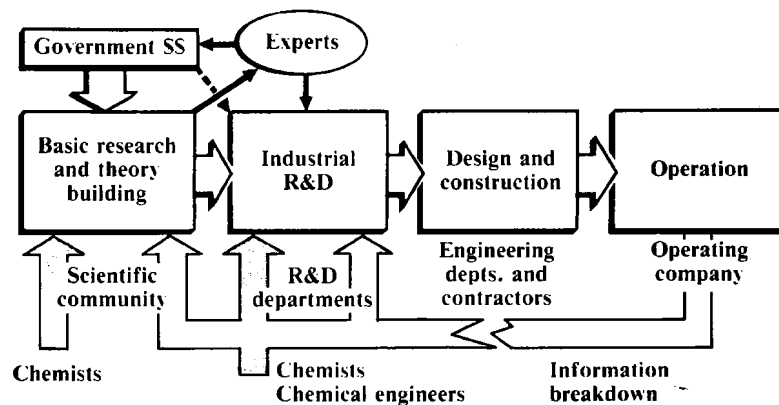 Government SS
Experts
Basic research
and theory
building
Industrial
R&D
Design and
construction
Operation
Scientific
community
R&D
departments
Engineering
depts. and
contractors
Operating
company
Chemists
Chemists
Chemical engineers
Information
breakdown